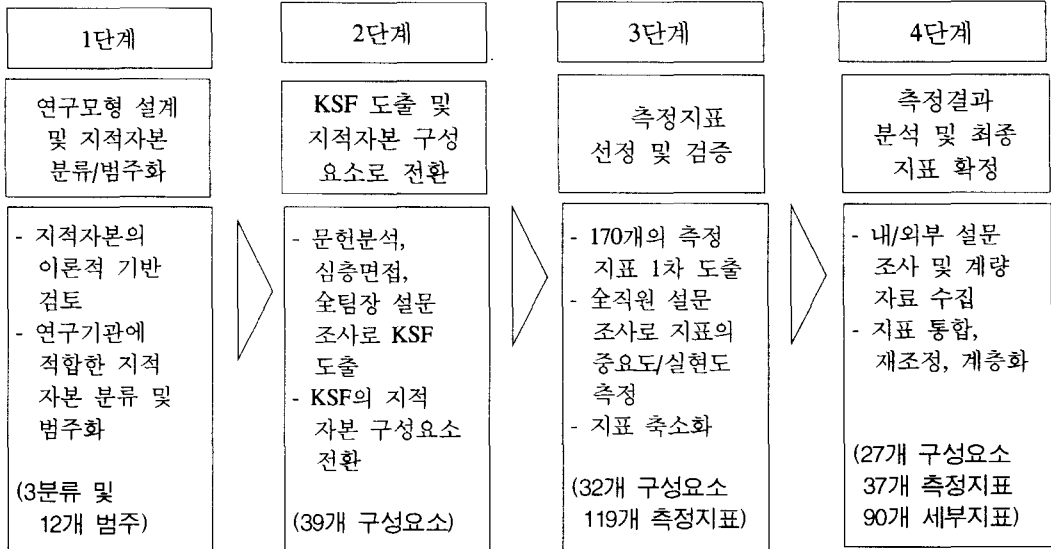 1단계
연구모형 설계
및 지적자본
분류/범주화
- 지적자본의
이론적 기반
검토
- 연구기관에
적합한 지적
자본 분류 및
범주화
(3분류 및
12개 범주)
2단계
KSF 도출 및
지적자본 구성
요소로 전환
- 문헌분석,
심층면접,
全팀장 설문
조사로 KSF
도출
- KSF의 지적
자본 구성요소
전환
(39개 구성요소)
3단계
측정지표
선정 및 검증
- 170개의 측정
지표 1차 도출
- 全직원 설문
조사로 지표의
중요도/실현도
측정
- 지표 축소화
(32개 구성요소
119개 측정지표)
4단계
측정결과
분석 및 최종
지표 확정
- 내/외부 설문
조사 및 계량
자료 수집
- 지표 통합,
재조정, 계층화
(27개 구성요소
37개 측정지표
90개 세부지표)